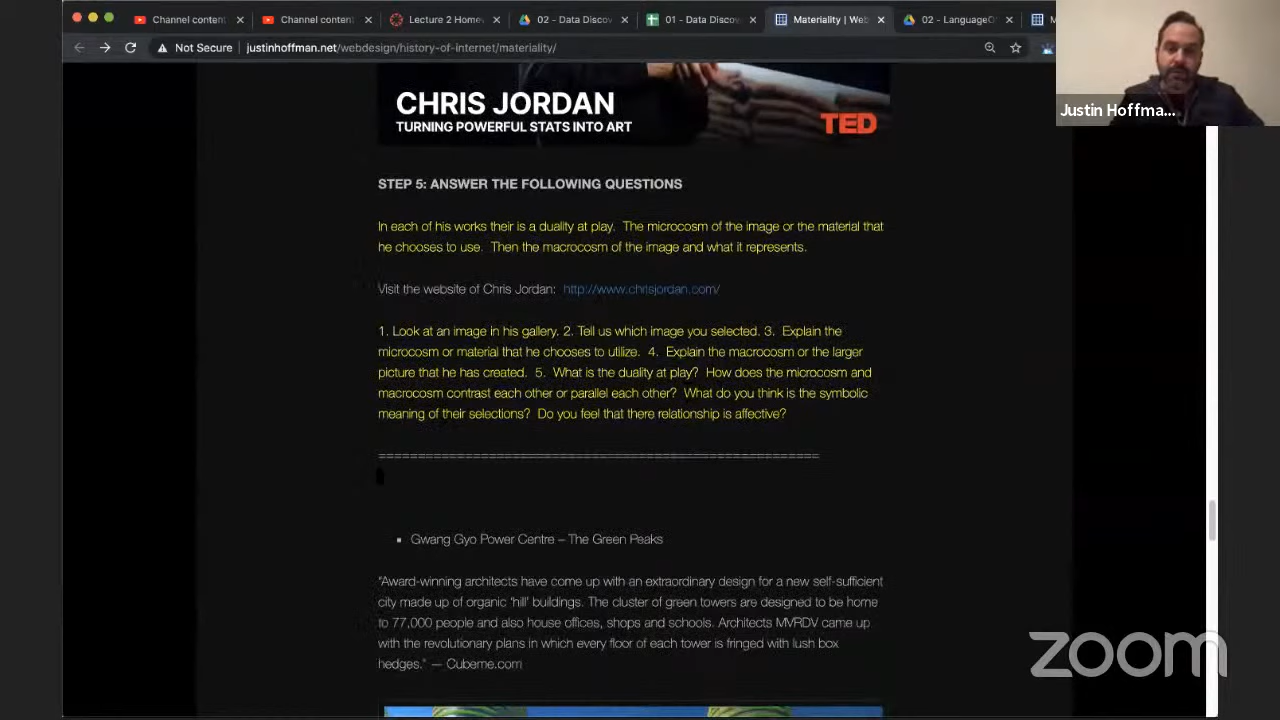 Channel content
Channel content
Lecture 2 Home
02 - Data Discov
01 - Data Discov
Materiality | Web
02 - Language
Not Secure
justinhoffman.net/webdesign/history-of-internet/materiality/
Justin Hoffma...
CHRIS JORDAN
TURNING POWERFUL STATS INTO ART
TED
STEP 5: ANSWER THE FOLLOWING QUESTIONS
In each of his works their is a duality at play. The microcosm of the image or the material that
he chooses to use. Then the macrocosm of the image and what it represents.
Visit the website of Chris Jordan: http://www.chrisjordan.com/
1. Look at an image in his gallery. 2. Tell us which image you selected. 3. Explain the
microcosm or material that he chooses to utilize. 4. Explain the macrocosm or the larger
picture that he has created. 5. What is the duality at play? How does the microcosm and
macrocosm contrast each other or parallel each other? What do you think is the symbolic
meaning of their selections? Do you feel that there relationship is affective?
Gwang Gyo Power Centre – The Green Peaks
"Award-winning architects have come up with an extraordinary design for a new self-sufficient
city made up of organic 'hill' buildings. The cluster of green towers are designed to be home
to 77,000 people and also house offices, shops and schools. Architects MVRDV came up
with the revolutionary plans in which every floor of each tower is fringed with lush box
hedges." — Cubeme.com
zoom